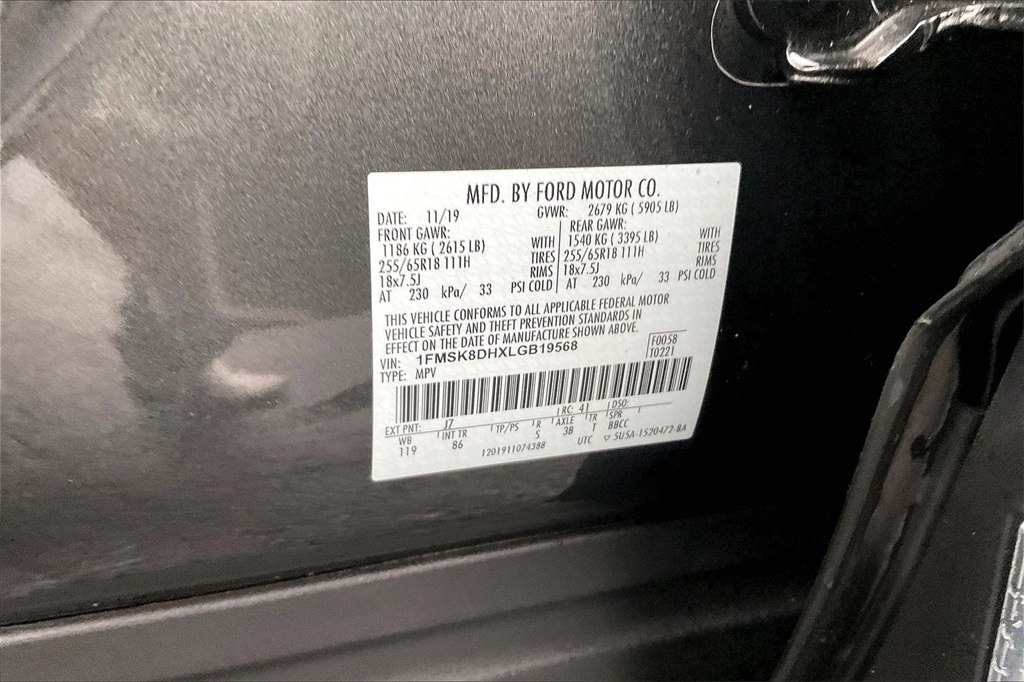 MFD. BY FORD MOTOR CO.
DATE: 11/19 GVWR: 2679 KG ( 5905 LB)
FRONT GAWR: REAR GAWR:
1186 KG ( 2615 LB) WITH 1540 KG ( 3395 LB) WITH
255/65R18 111H TIRES 255/65R18 111H TIRES
18x7.5J RIMS 18x7.5J RIMS
AT 230 kPa/ 33 PSI COLD AT 230 kPa/ 33 PSI COLD
THIS VEHICLE CONFORMS TO ALL APPLICABLE FEDERAL MOTOR
VEHICLE SAFETY AND THEFT PREVENTION STANDARDS IN
EFFECT ON THE DATE OF MANUFACTURE SHOWN ABOVE.
VIN: 1FMSK8DHXLGB19568 F0058
TYPE: MPV T0221
EXT PNT: J7 RC: 41 DSO:
WB INT TR TP/PS R AXLE TR SPR
119 86 S 3B T BBCC
1201911074388 UTC ▽ SU5A-1520472-BA